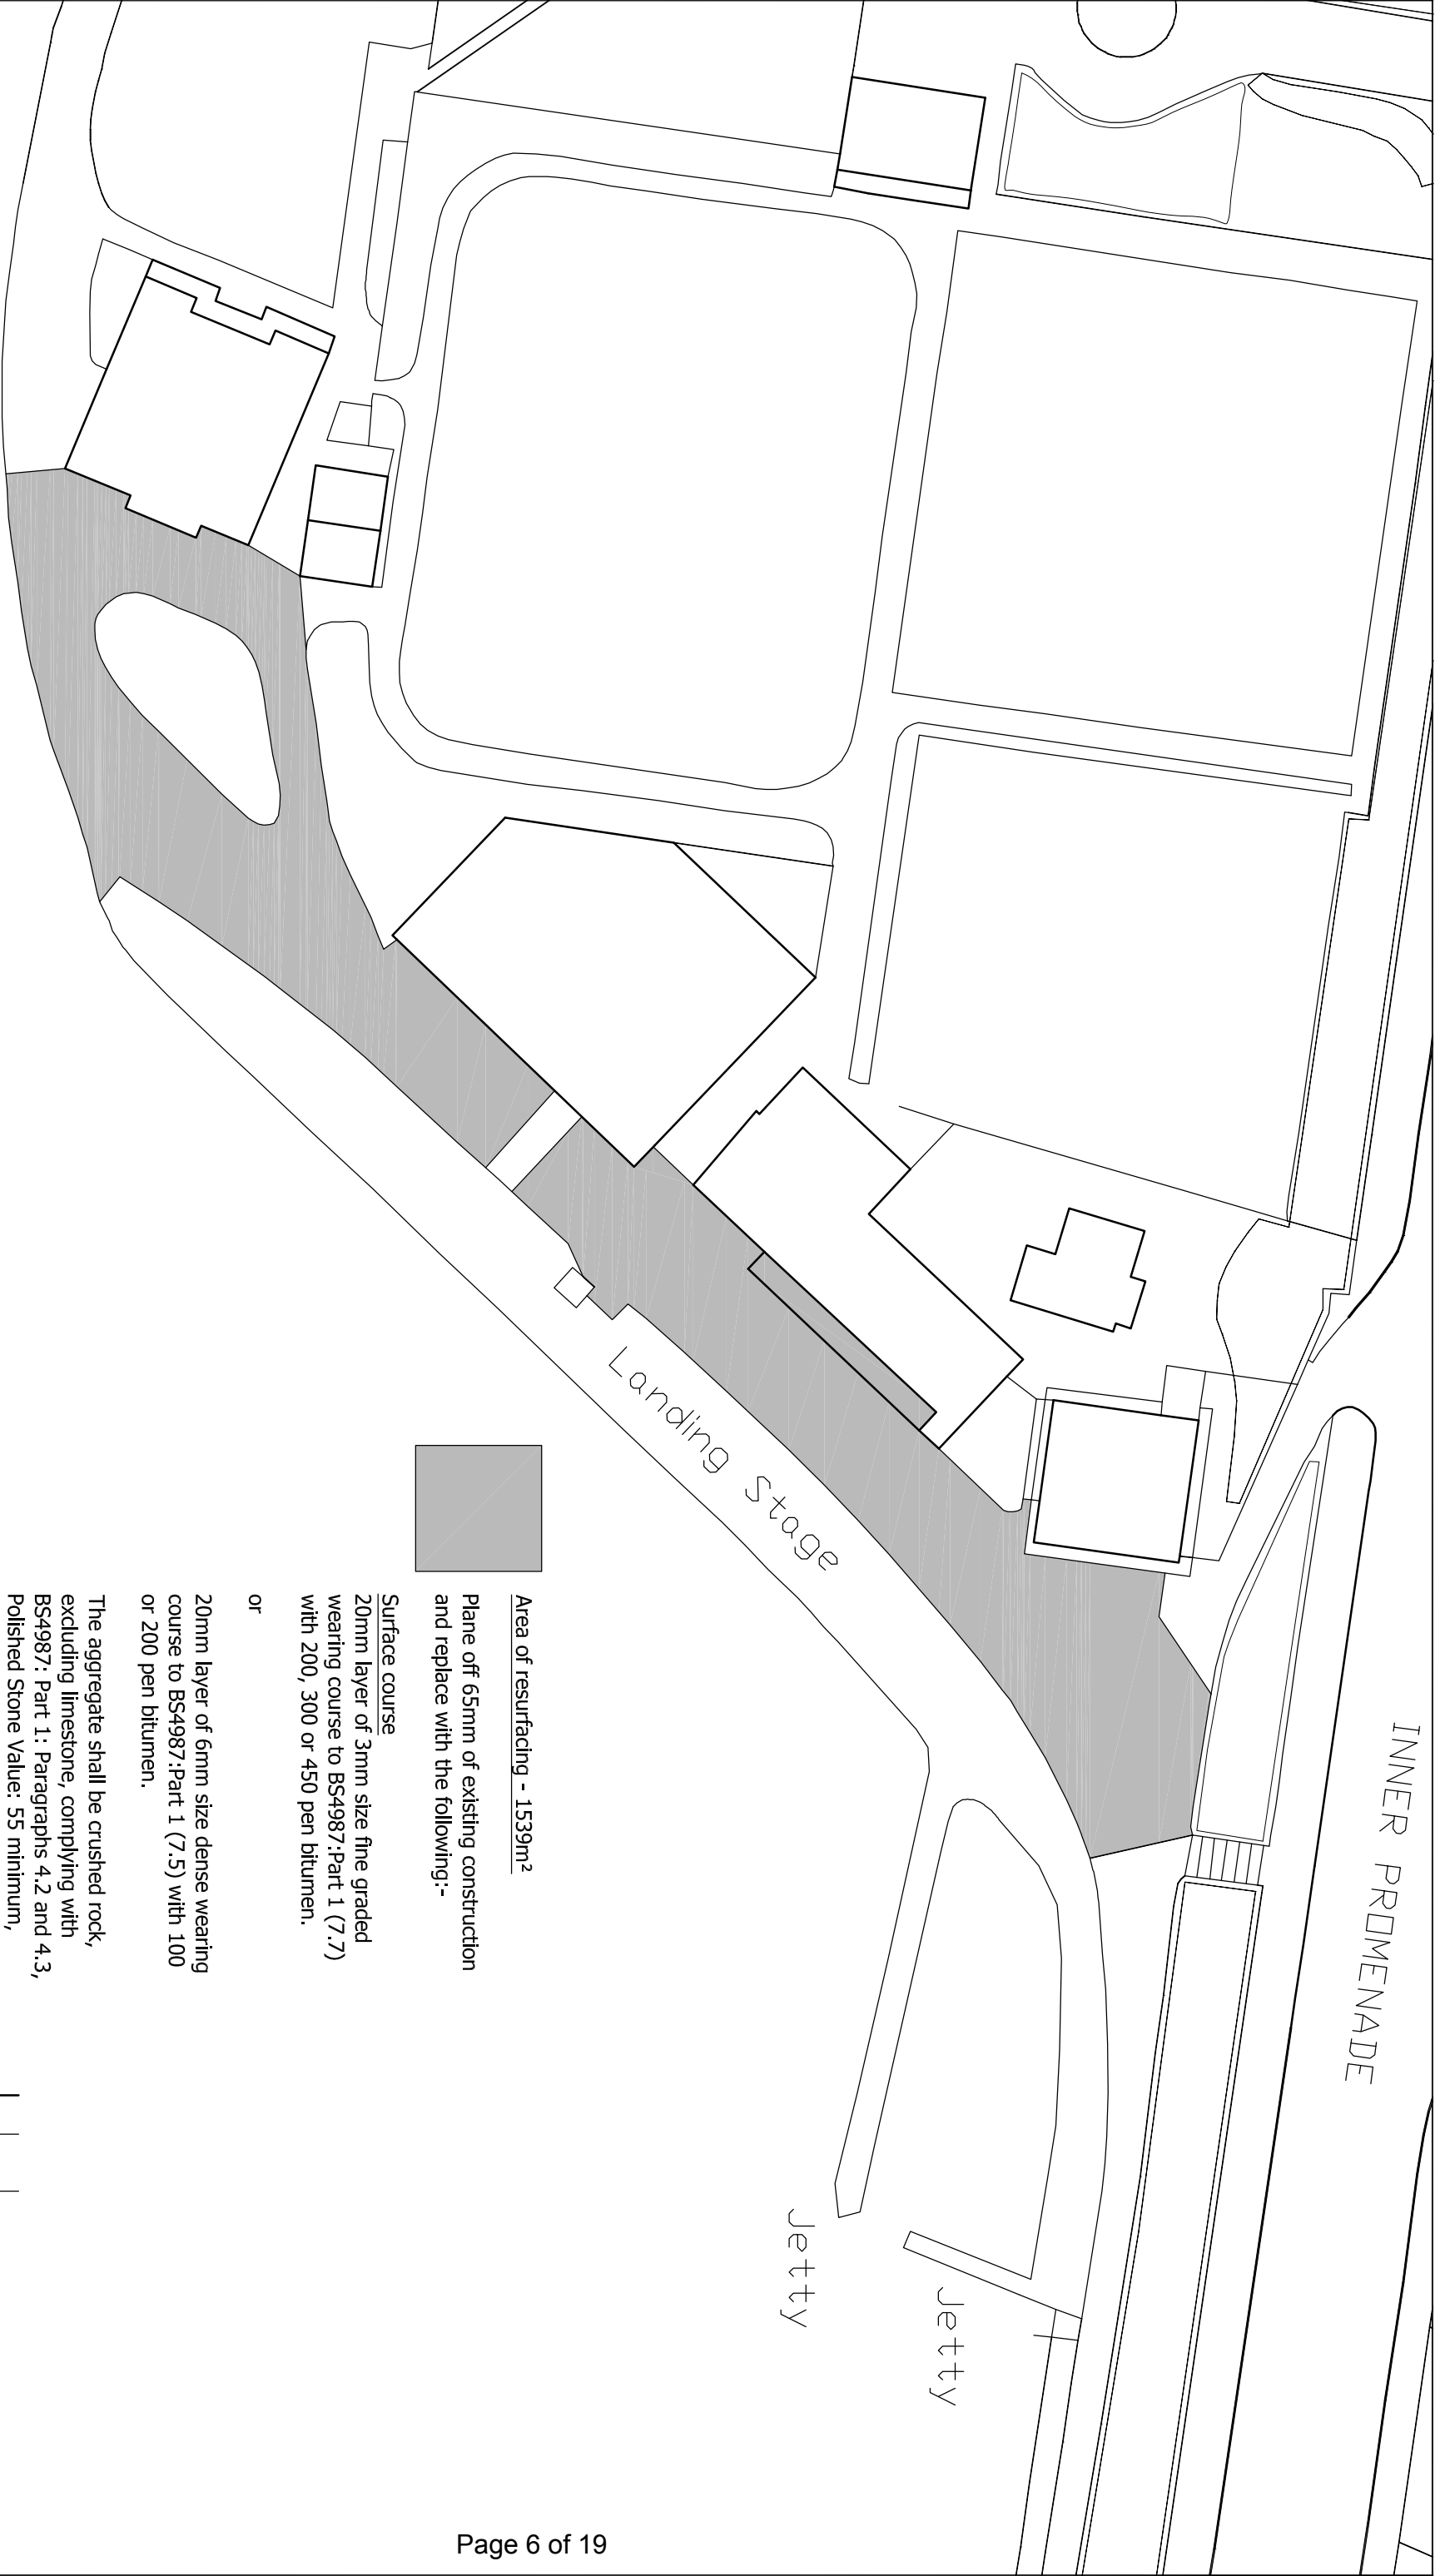 INNER PROMENADE
Landing Stage
Jetty
Jetty
Area of resurfacing - 1539m²
Plane off 65mm of existing construction
and replace with the following:-
Surface course
20mm layer of 3mm size fine graded
wearing course to BS4987:Part 1 (7.7)
with 200, 300 or 450 pen bitumen.
or
20mm layer of 6mm size dense wearing
course to BS4987:Part 1 (7.5) with 100
or 200 pen bitumen.
The aggregate shall be crushed rock,
excluding limestone, complying with
BS4987: Part 1: Paragraphs 4.2 and 4.3,
Polished Stone Value: 55 minimum,
Page 6 of 19